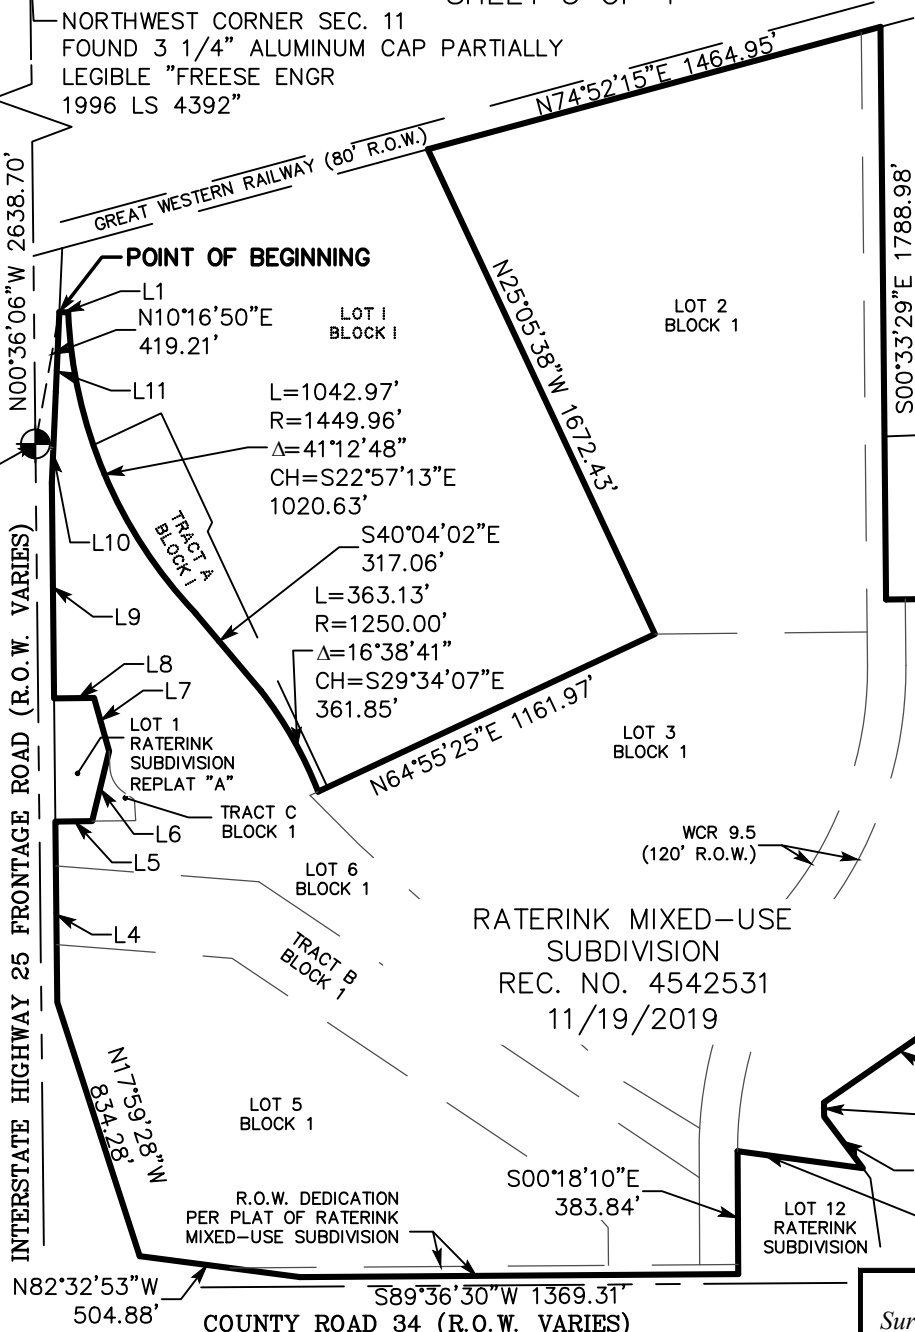 SHEET 3 OF 4
NORTHWEST CORNER SEC. 11
FOUND 3 1/4" ALUMINUM CAP PARTIALLY
LEGIBLE "FREESE ENGR
1996 LS 4392"
N74°52'15"E 1464.95'
GREAT WESTERN RAILWAY (80' R.O.W.)
N00°36'06"W 2638.70'
S00°33'29"E 1788.98'
POINT OF BEGINNING
L1
N10°16'50"E
419.21'
LOT 1
BLOCK 1
LOT 2
BLOCK 1
N25°05'38"W 1672.43'
L11
L=1042.97'
R=1449.96'
Δ=41°12'48"
CH=S22°57'13"E
1020.63'
TRACT A
BLOCK 1
L10
S40°04'02"E
317.06'
L9
L=363.13'
R=1250.00'
Δ=16°38'41"
CH=S29°34'07"E
361.85'
L8
L7
N64°55'25"E 1161.97'
LOT 1
RATERINK
SUBDIVISION
REPLAT "A"
LOT 3
BLOCK 1
TRACT C
BLOCK 1
L6
L5
WCR 9.5
(120' R.O.W.)
LOT 6
BLOCK 1
L4
TRACT B
BLOCK 1
RATERINK MIXED-USE
SUBDIVISION
REC. NO. 4542531
11/19/2019
INTERSTATE HIGHWAY 25 FRONTAGE ROAD (R.O.W. VARIES)
N17°59'28"W
834.28'
LOT 5
BLOCK 1
S00°18'10"E
383.84'
R.O.W. DEDICATION
PER PLAT OF RATERINK
MIXED-USE SUBDIVISION
LOT 12
RATERINK
SUBDIVISION
N82°32'53"W
504.88'
S89°36'30"W 1369.31'
COUNTY ROAD 34 (R.O.W. VARIES)
Sur